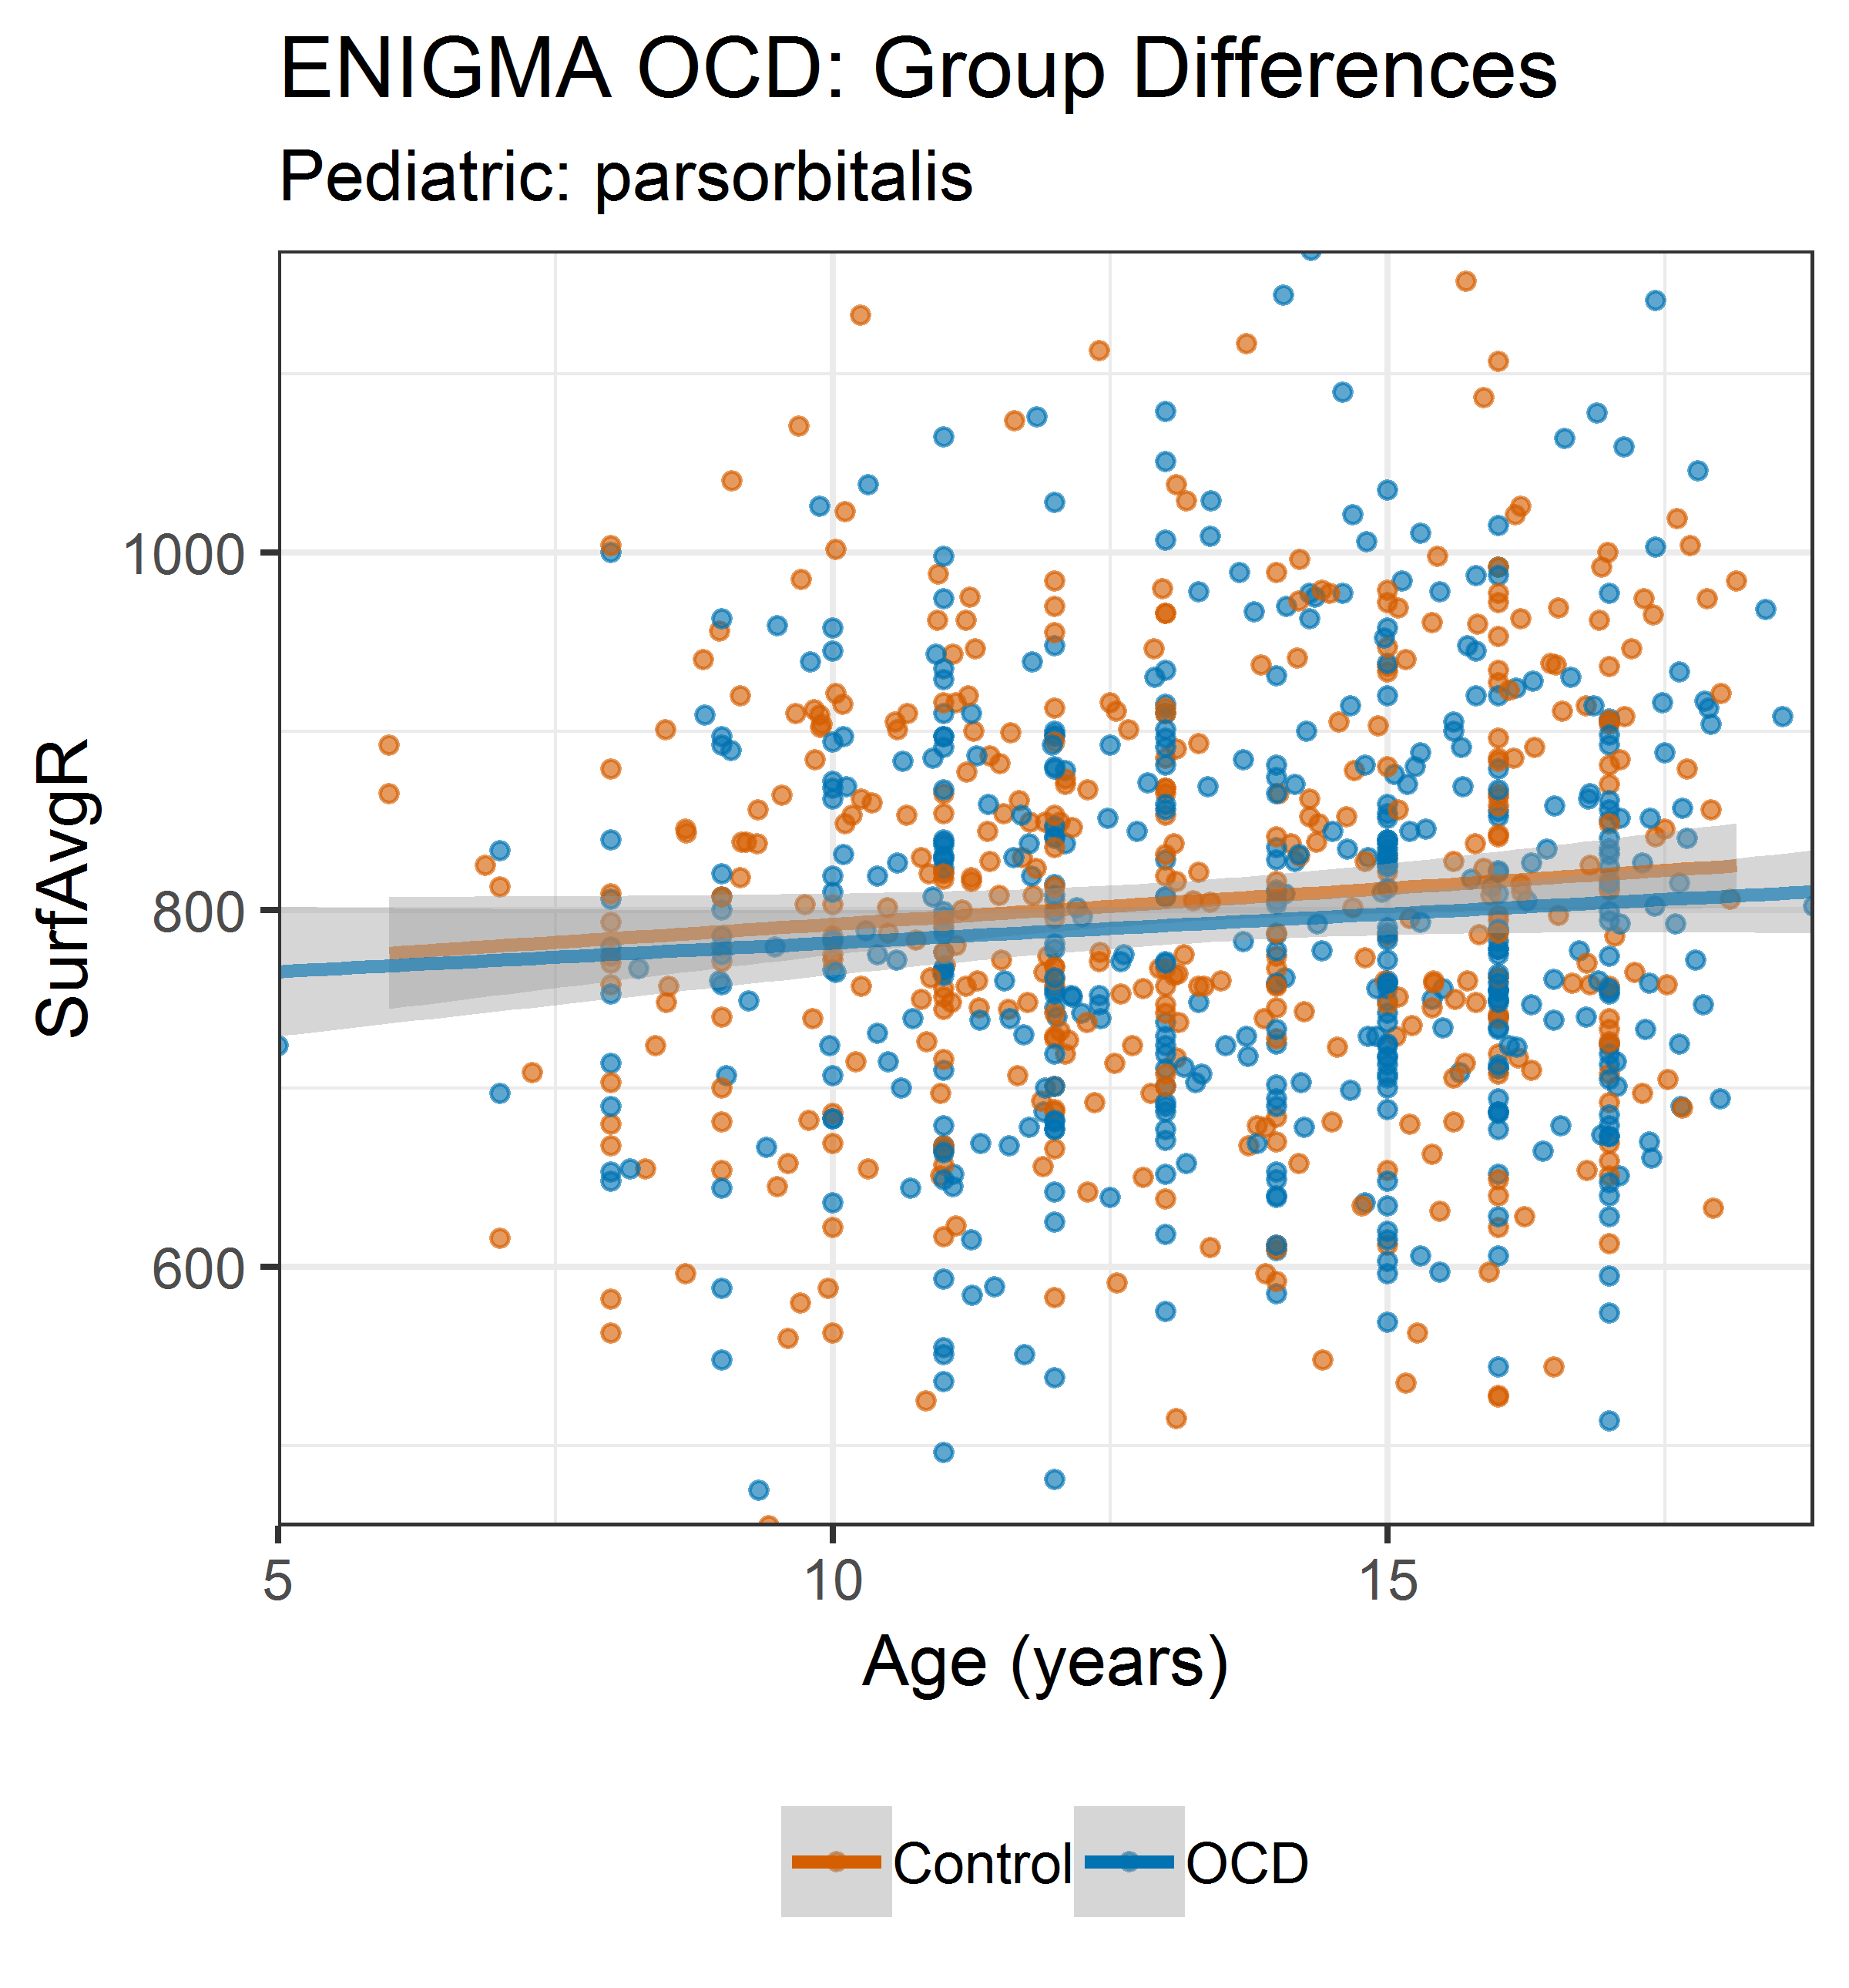 ENIGMA OCD: Group Differences
Pediatric: parsorbitalis
SurfAvgR
1000
800
600
5 10 15
Age (years)
Control OCD